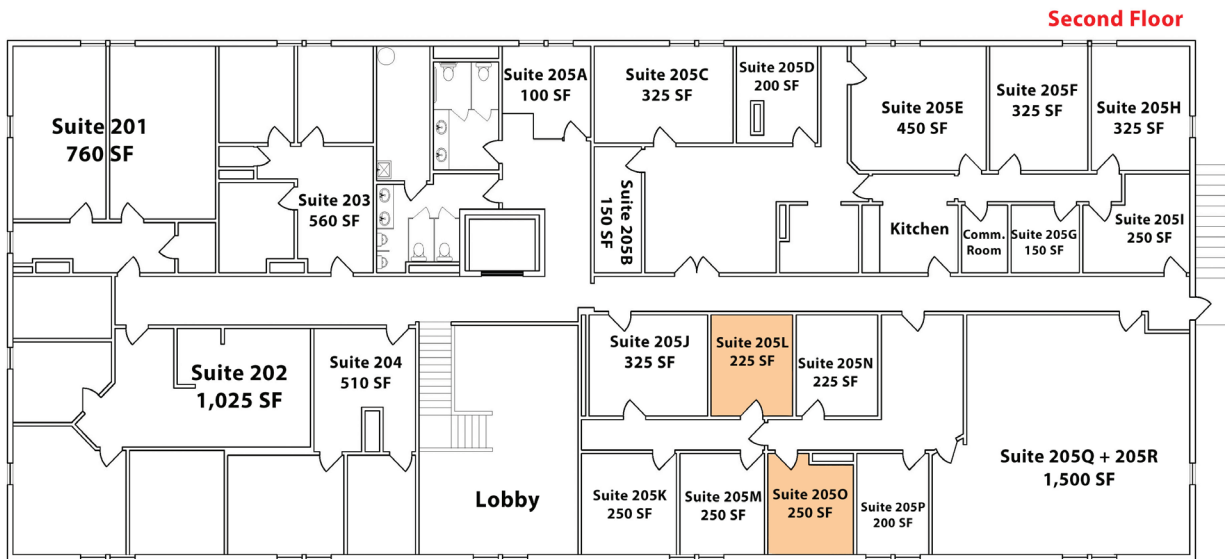 Second Floor
Suite 201
760 SF
Suite 203
560 SF
Suite 205A
100 SF
Suite 205C
325 SF
Suite 205D
200 SF
Suite 205E
450 SF
Suite 205F
325 SF
Suite 205H
325 SF
Suite 205B
150 SF
Kitchen
Comm.
Room
Suite 205G
150 SF
Suite 205I
250 SF
Suite 202
1,025 SF
Suite 204
510 SF
Lobby
Suite 205J
325 SF
Suite 205L
225 SF
Suite 205N
225 SF
Suite 205K
250 SF
Suite 205M
250 SF
Suite 205O
250 SF
Suite 205P
200 SF
Suite 205Q + 205R
1,500 SF